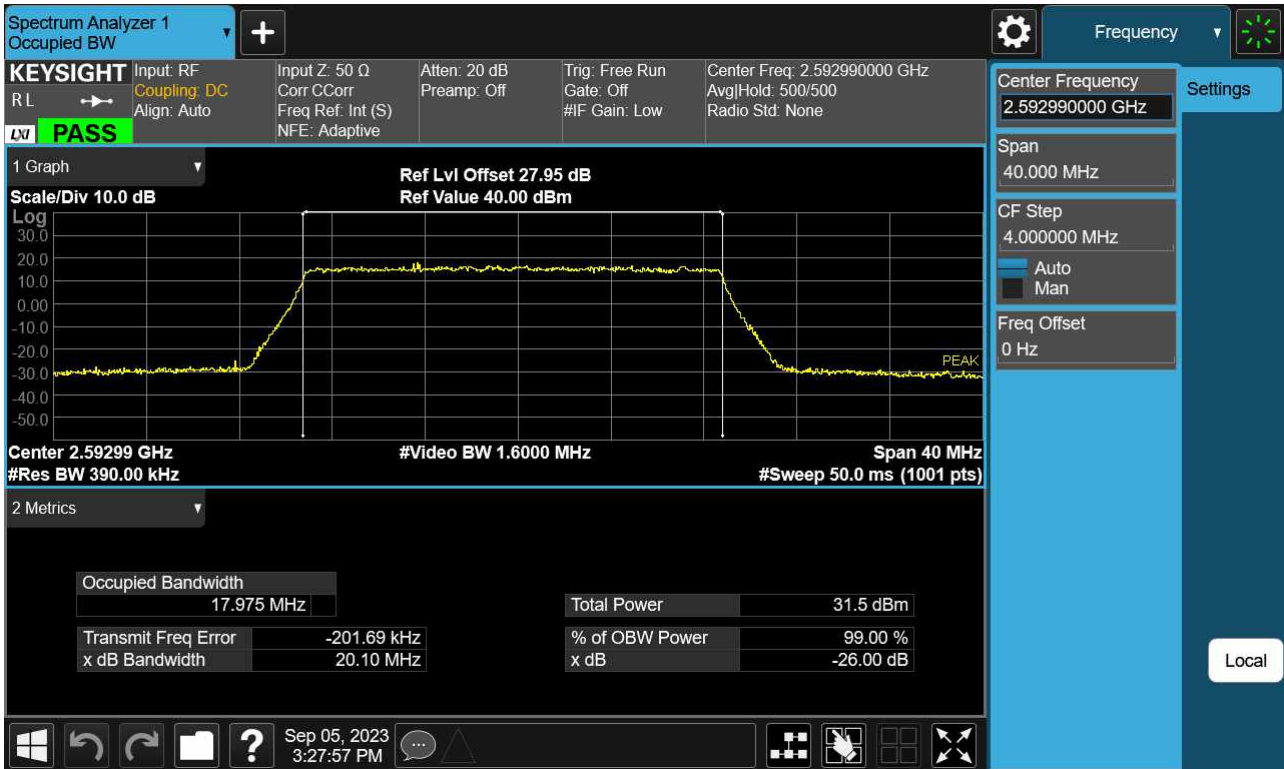 Spectrum Analyzer 1
Occupied BW
+
Frequency
KEYSIGHT
R L
LXI
PASS
Input: RF
Coupling: DC
Align: Auto
Input Z: 50 Ω
Corr CCorr
Freq Ref: Int (S)
NFE: Adaptive
Atten: 20 dB
Preamp: Off
Trig: Free Run
Gate: Off
#IF Gain: Low
Center Freq: 2.592990000 GHz
Avg|Hold: 500/500
Radio Std: None
1 Graph
Scale/Div 10.0 dB
Ref Lvl Offset 27.95 dB
Ref Value 40.00 dBm
Log
30.0
20.0
10.0
0.00
-10.0
-20.0
-30.0
-40.0
-50.0
PEAK
Center 2.59299 GHz
#Video BW 1.6000 MHz
Span 40 MHz
#Res BW 390.00 kHz
#Sweep 50.0 ms (1001 pts)
2 Metrics
Occupied Bandwidth
17.975 MHz
Total Power 31.5 dBm
Transmit Freq Error -201.69 kHz
% of OBW Power 99.00 %
x dB Bandwidth 20.10 MHz
x dB -26.00 dB
Center Frequency
2.592990000 GHz
Settings
Span
40.000 MHz
CF Step
4.000000 MHz
Auto
Man
Freq Offset
0 Hz
Local
?
Sep 05, 2023
3:27:57 PM